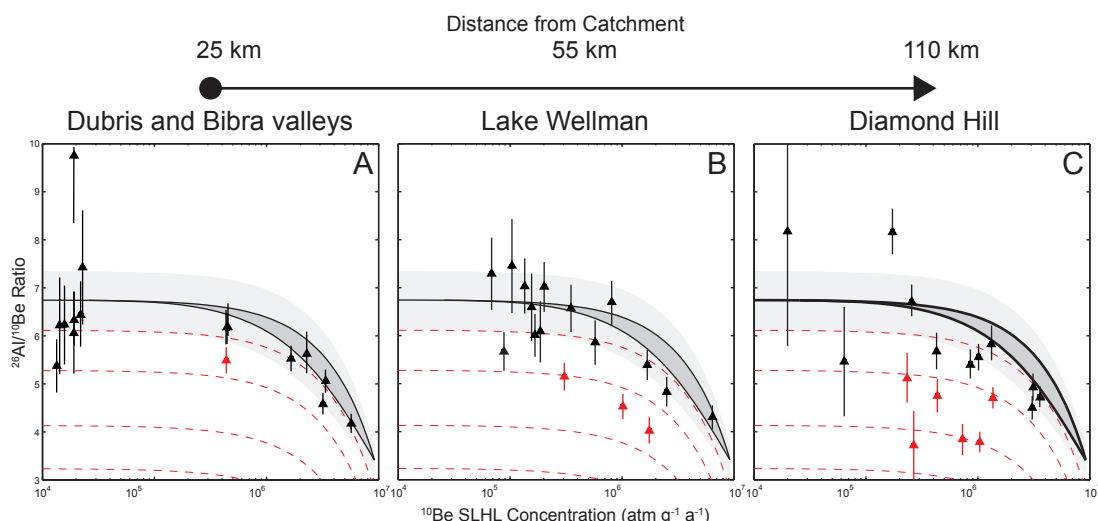 Distance from Catchment
25 km 55 km 110 km
Dubris and Bibra valleys Lake Wellman Diamond Hill
A B C
²⁶Al/¹⁰Be Ratio
10
9
8
7
6
5
4
3
10⁴ 10⁵ 10⁶ 10⁷ 10⁵ 10⁶ 10⁷ 10⁵ 10⁶ 10⁷
¹⁰Be SLHL Concentration (atm g⁻¹ a⁻¹)